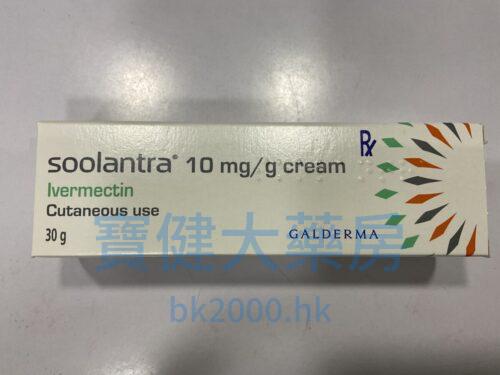 soolantra® 10 mg/g cream
Rx
Ivermectin
Cutaneous use
30 g
GALDERMA
寶健大藥房
bk2000.hk